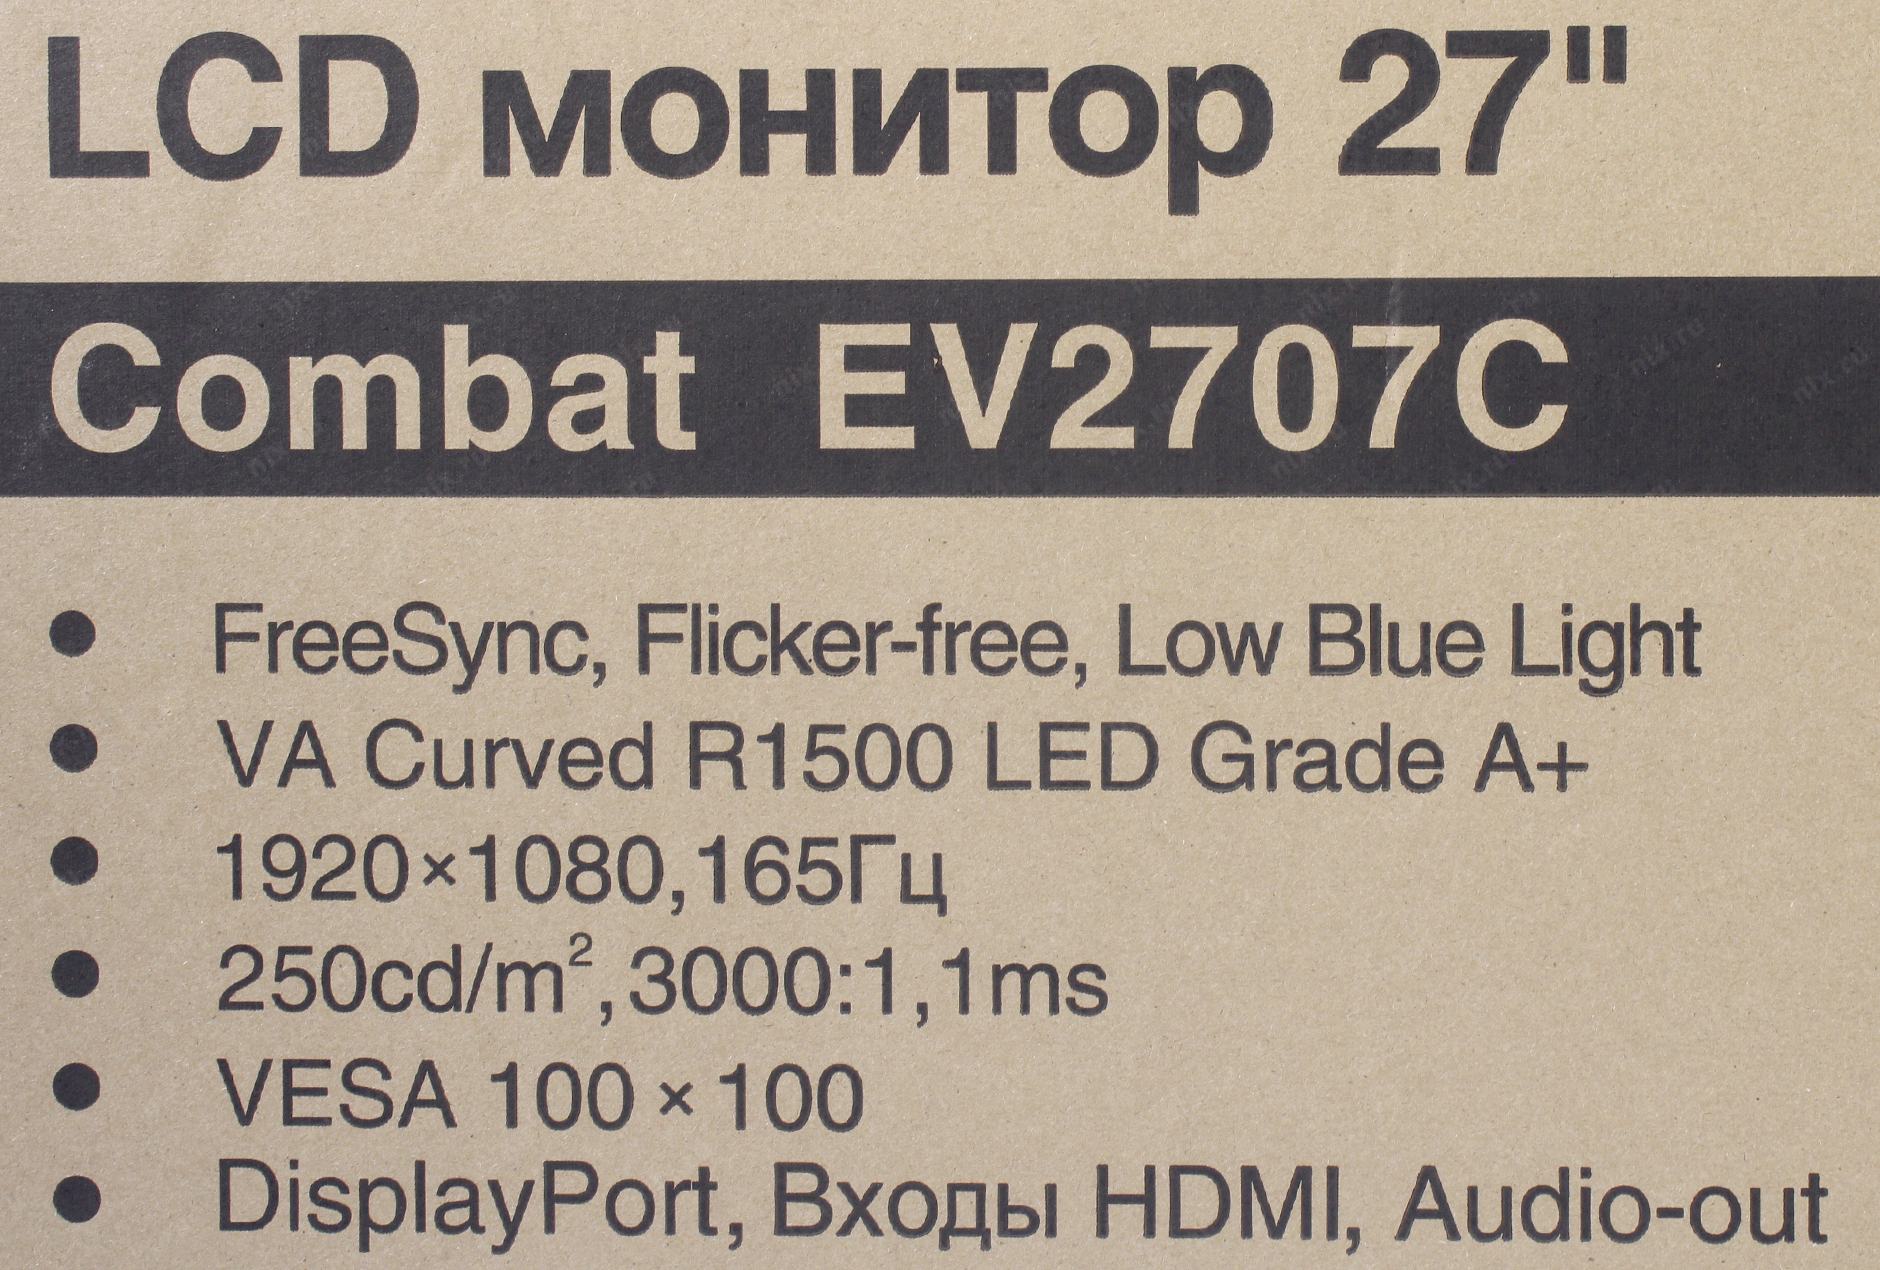 LCD монитор 27"
Combat EV2707C
• FreeSync, Flicker-free, Low Blue Light
• VA Curved R1500 LED Grade A+
• 1920×1080,165Гц
• 250cd/m²,3000:1,1ms
• VESA 100×100
• DisplayPort, Входы HDMI, Audio-out